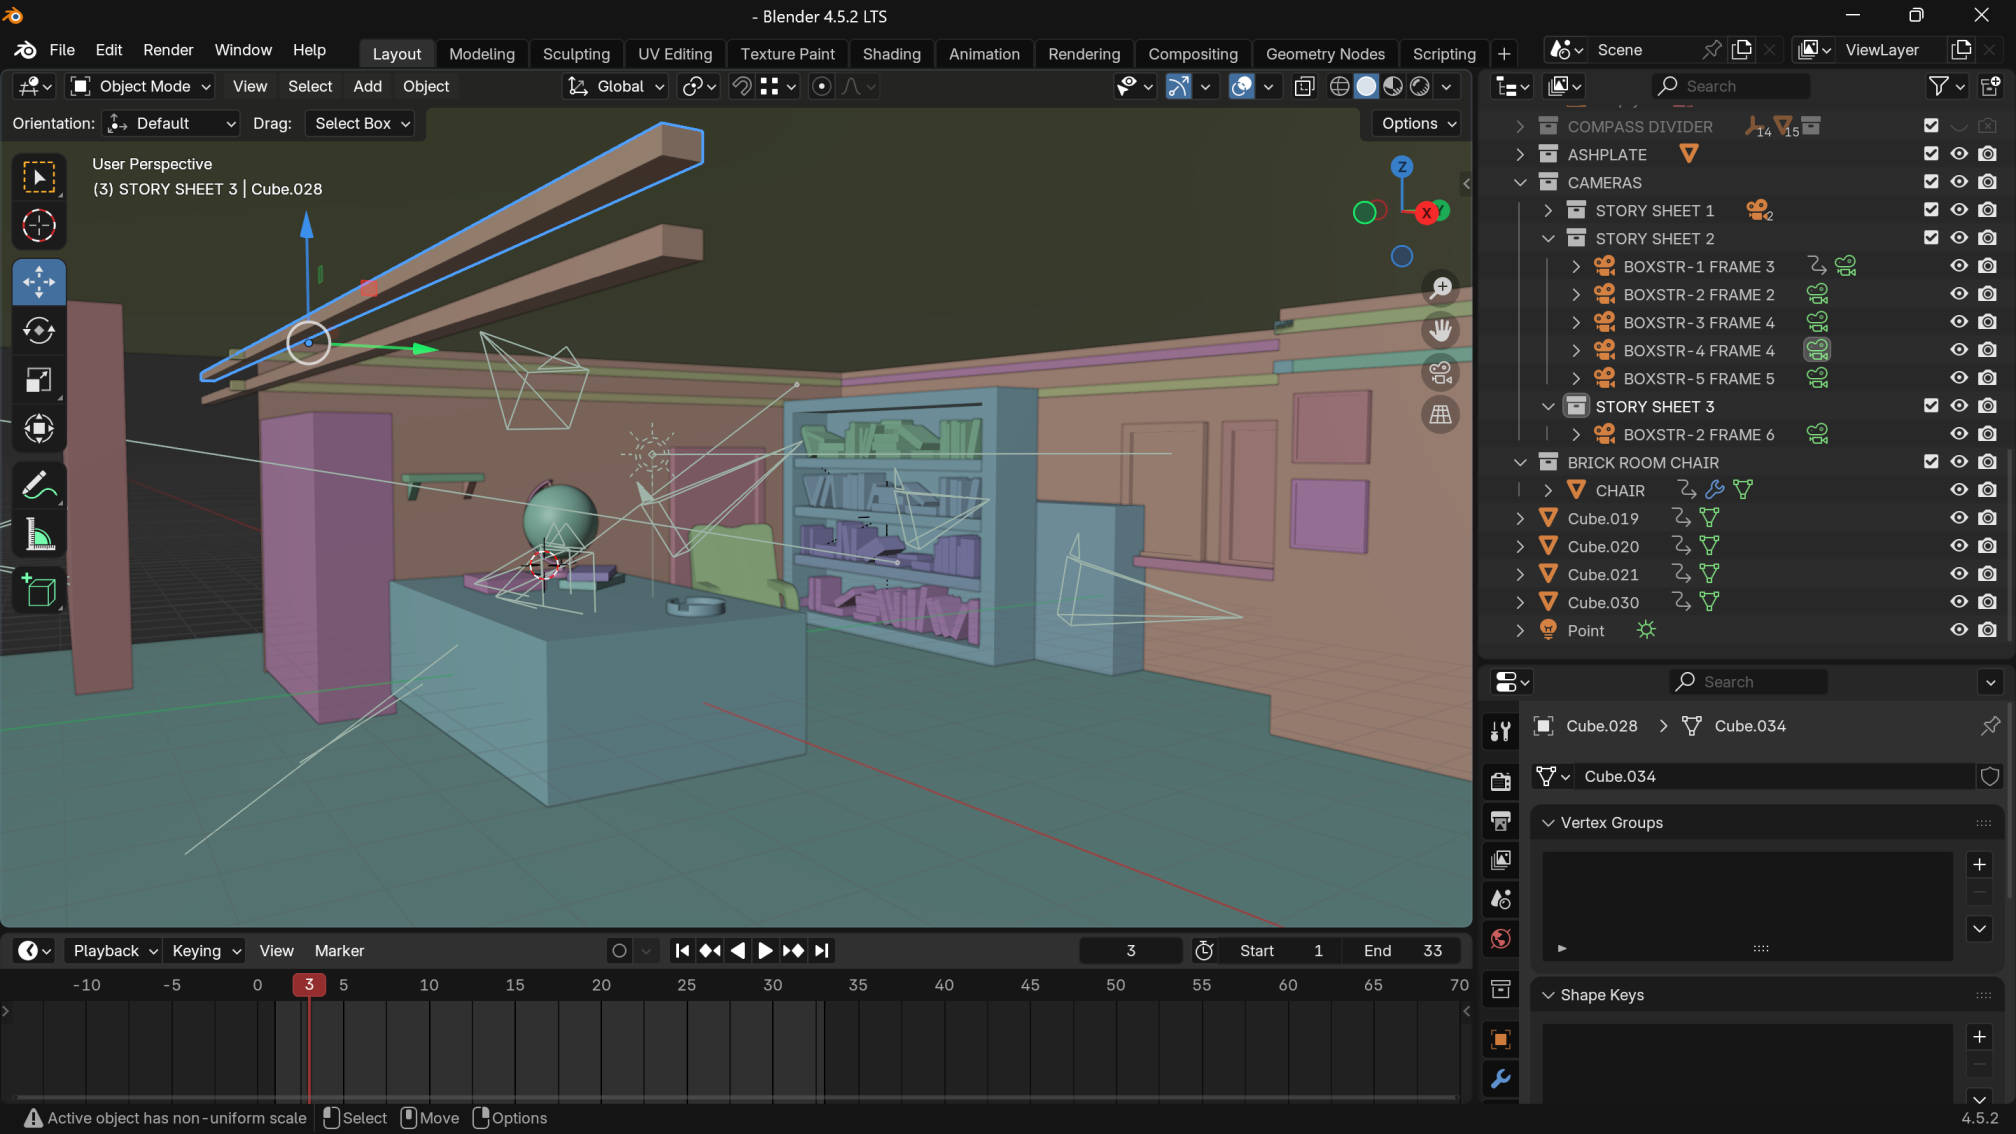 - Blender 4.5.2 LTS
File Edit Render Window Help Layout Modeling Sculpting UV Editing Texture Paint Shading Animation Rendering Compositing Geometry Nodes Scripting + Scene ViewLayer
Object Mode View Select Add Object Global Search
Orientation: Default Drag: Select Box Options
User Perspective
(3) STORY SHEET 3 | Cube.028
Z
X
Y
COMPASS DIVIDER 14 15
ASHPLATE
CAMERAS
STORY SHEET 1 2
STORY SHEET 2
BOXSTR-1 FRAME 3
BOXSTR-2 FRAME 2
BOXSTR-3 FRAME 4
BOXSTR-4 FRAME 4
BOXSTR-5 FRAME 5
STORY SHEET 3
BOXSTR-2 FRAME 6
BRICK ROOM CHAIR
CHAIR
Cube.019
Cube.020
Cube.021
Cube.030
Point
Search
Cube.028 Cube.034
Cube.034
Vertex Groups
Shape Keys
Playback Keying View Marker 3 Start 1 End 33
-10 -5 0 3 5 10 15 20 25 30 35 40 45 50 55 60 65 70
Active object has non-uniform scale Select Move Options 4.5.2